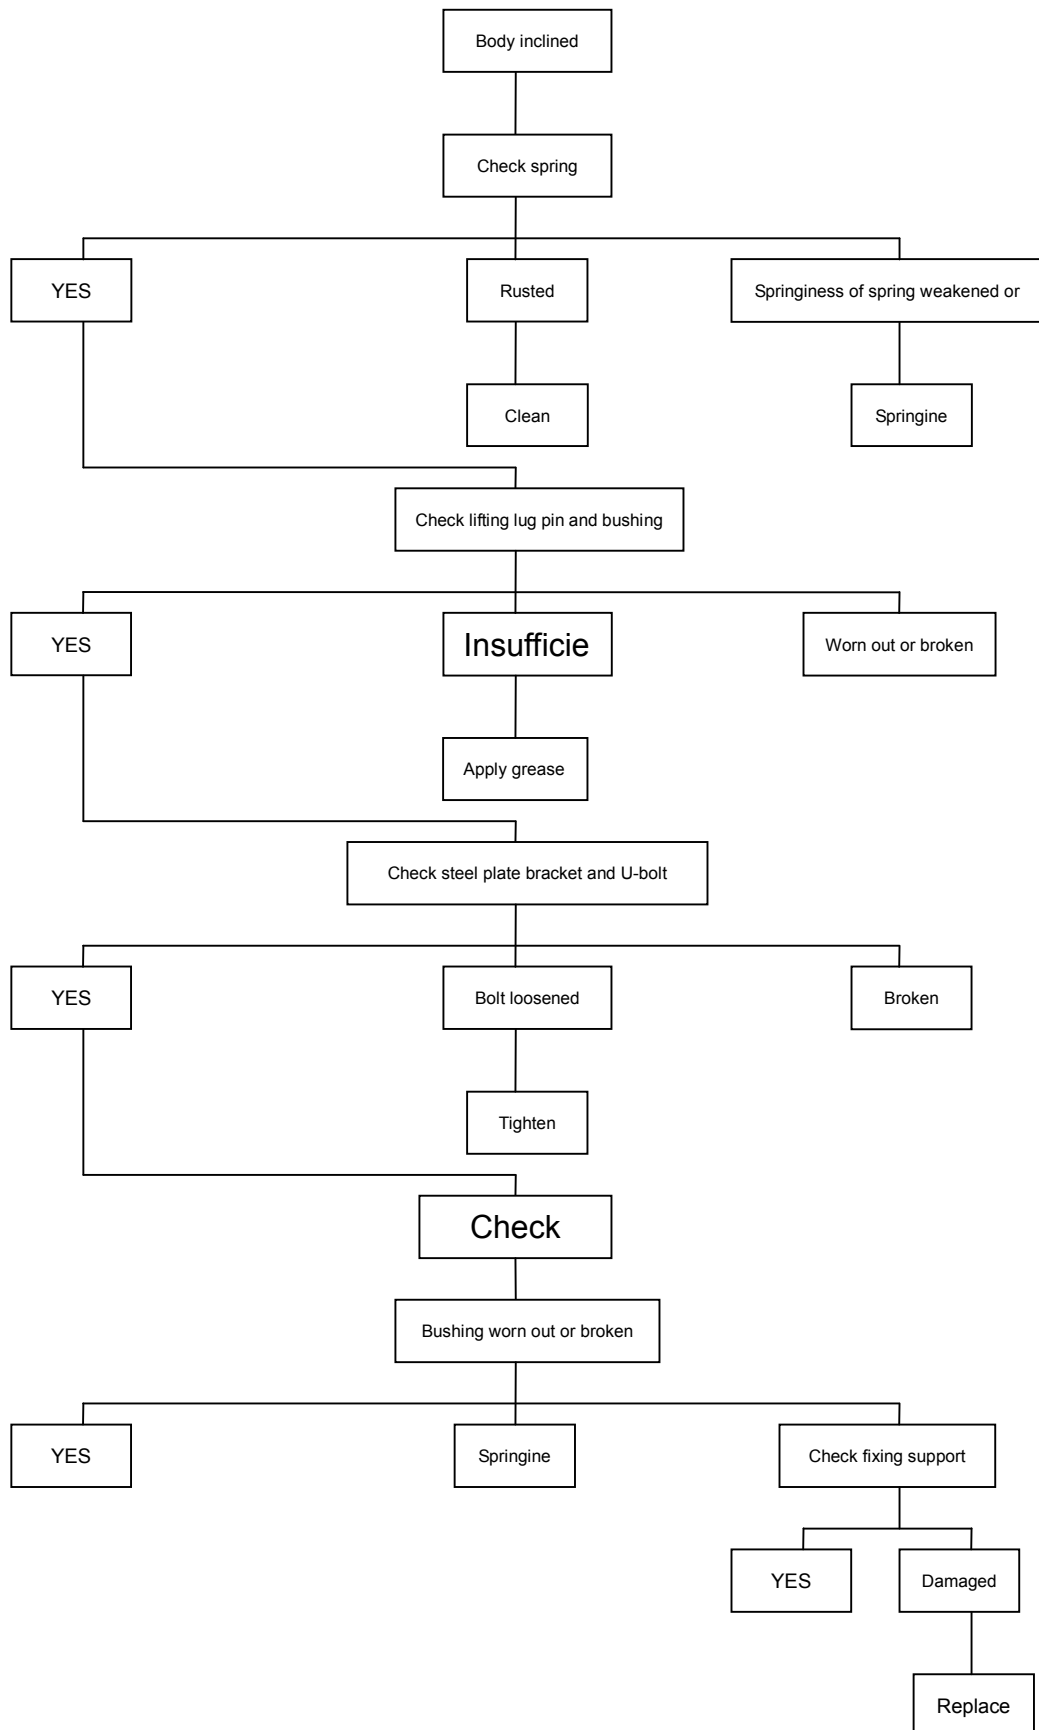 Body inclined
Check spring
YES
Rusted
Springiness of spring weakened or
Clean
Springine
Check lifting lug pin and bushing
YES
Insufficie
Worn out or broken
Apply grease
Check steel plate bracket and U-bolt
YES
Bolt loosened
Broken
Tighten
Check
Bushing worn out or broken
YES
Springine
Check fixing support
YES
Damaged
Replace